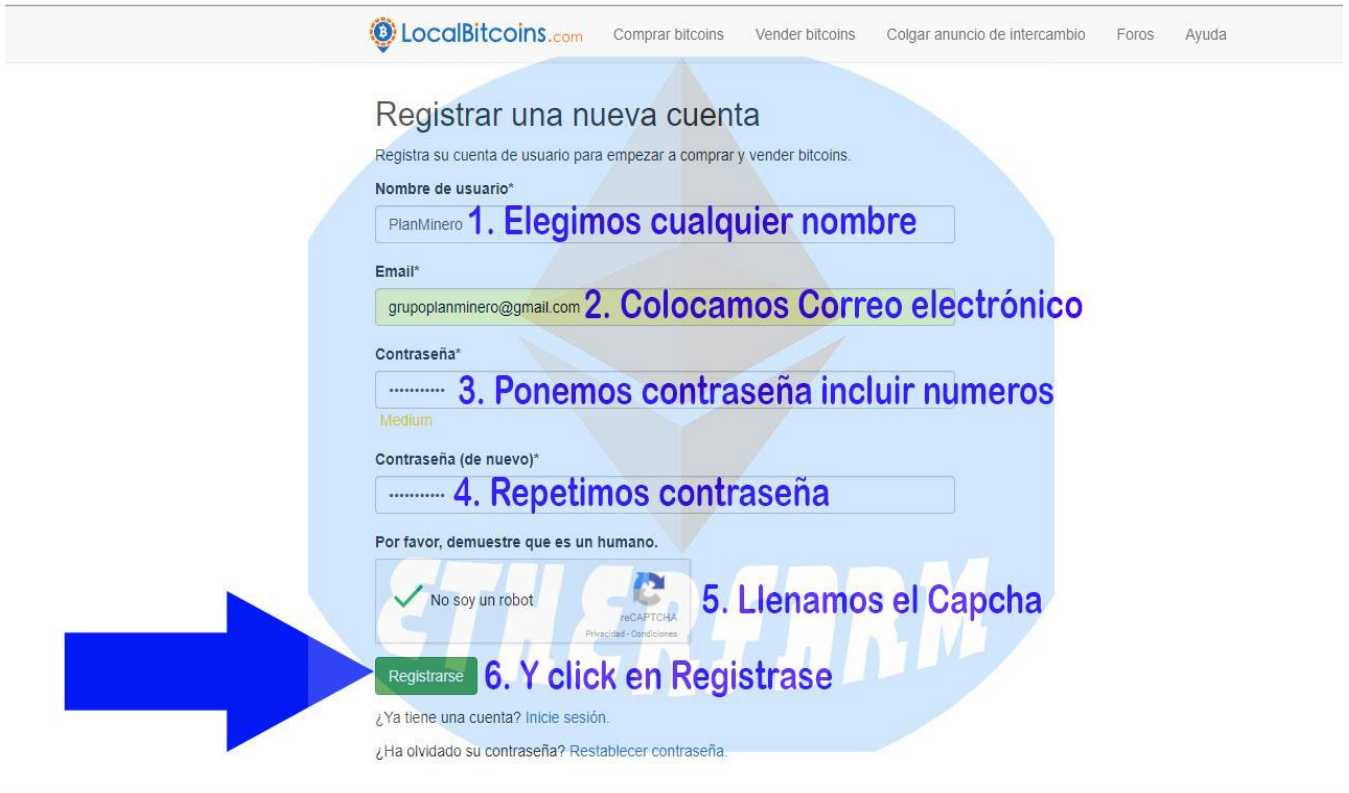 LocalBitcoins.com Comprar bitcoins Vender bitcoins Colgar anuncio de intercambio Foros Ayuda
Registrar una nueva cuenta
Registra su cuenta de usuario para empezar a comprar y vender bitcoins.
Nombre de usuario*
PlanMinero 1. Elegimos cualquier nombre
Email*
grupoplanminero@gmail.com 2. Colocamos Correo electrónico
Contraseña*
••••••••••• 3. Ponemos contraseña incluir numeros
Medium
Contraseña (de nuevo)*
••••••••••• 4. Repetimos contraseña
Por favor, demuestre que es un humano.
No soy un robot
reCAPTCHA
Privacidad - Condiciones
5. Llenamos el Capcha
ETHERFARM
Registrarse 6. Y click en Registrase
¿Ya tiene una cuenta? Inicie sesión.
¿Ha olvidado su contraseña? Restablecer contraseña.